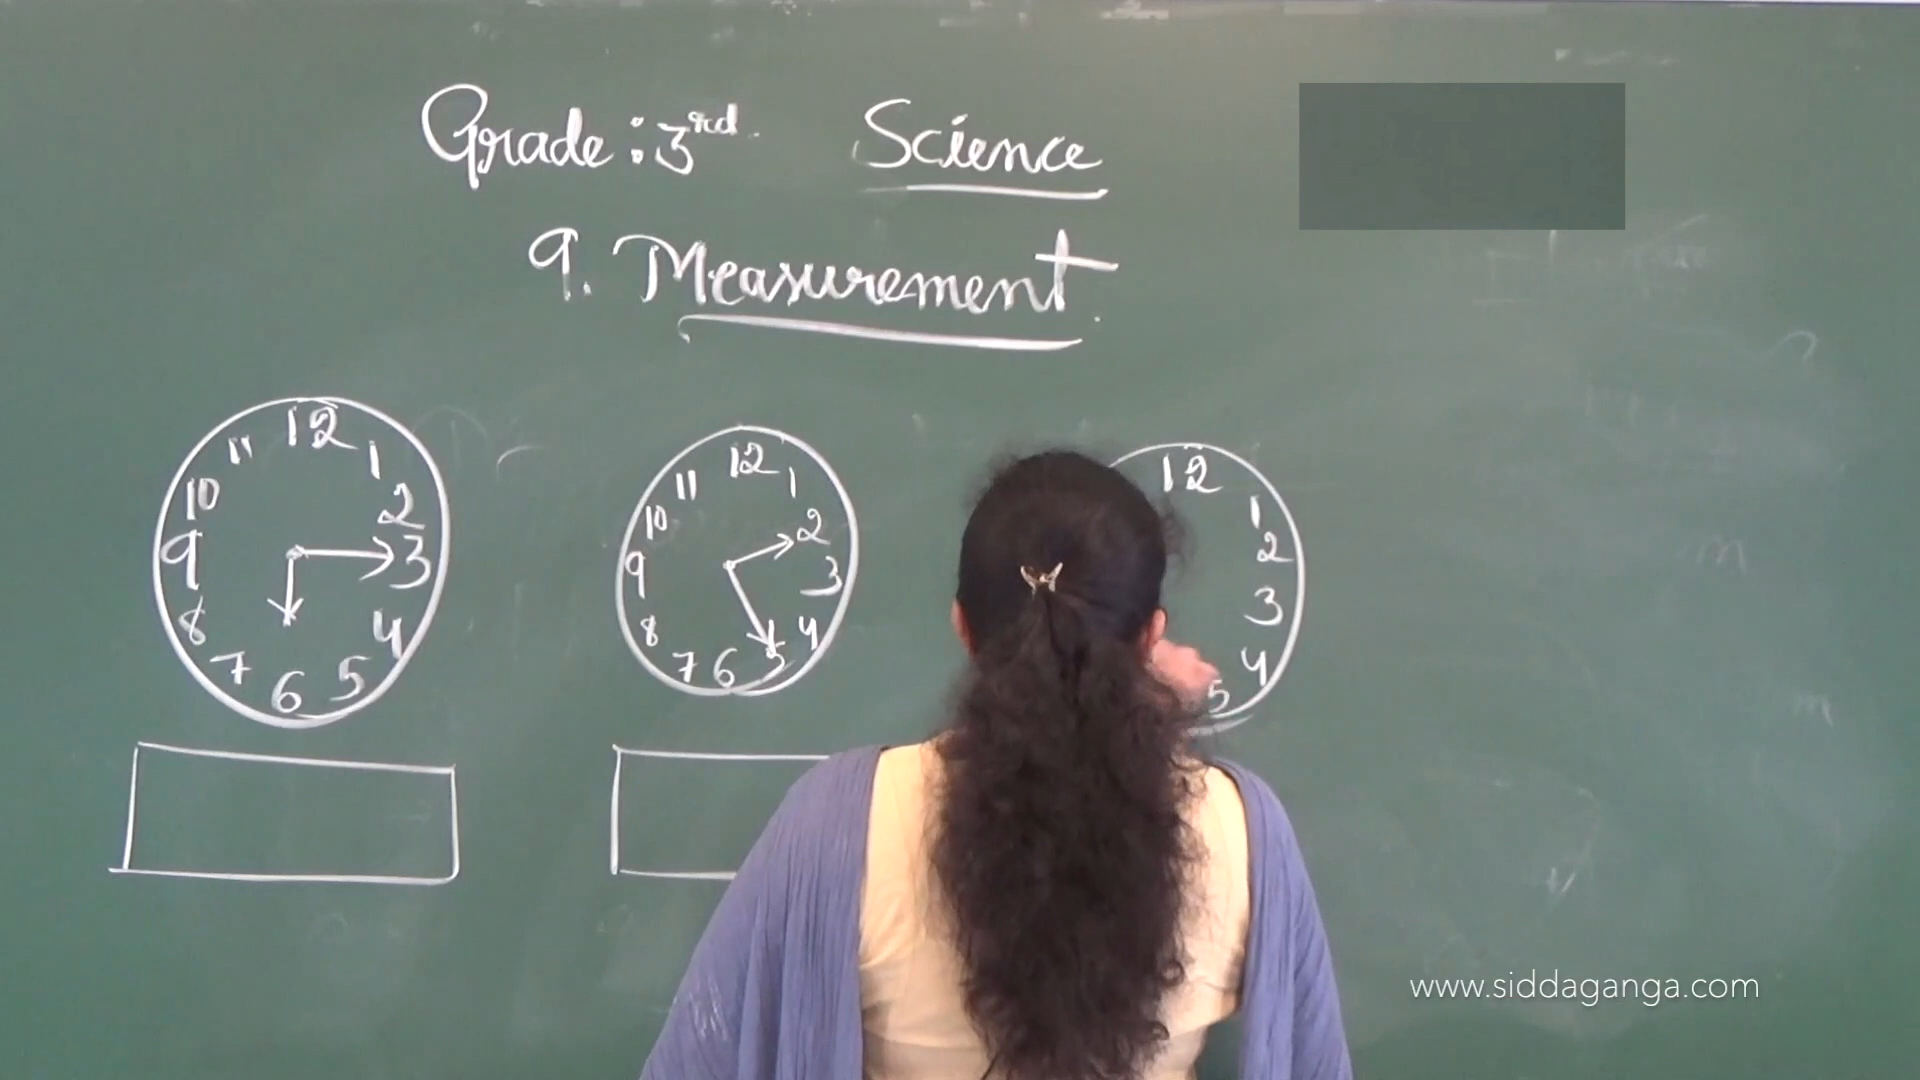 Grade : 3rd Science
9. Measurement.
12 1 2 3 4 5 6 7 8 9 10 11
12 1 2 3 4 5 6 7 8 9 10 11
12 1 2 3 4 5
www.siddaganga.com